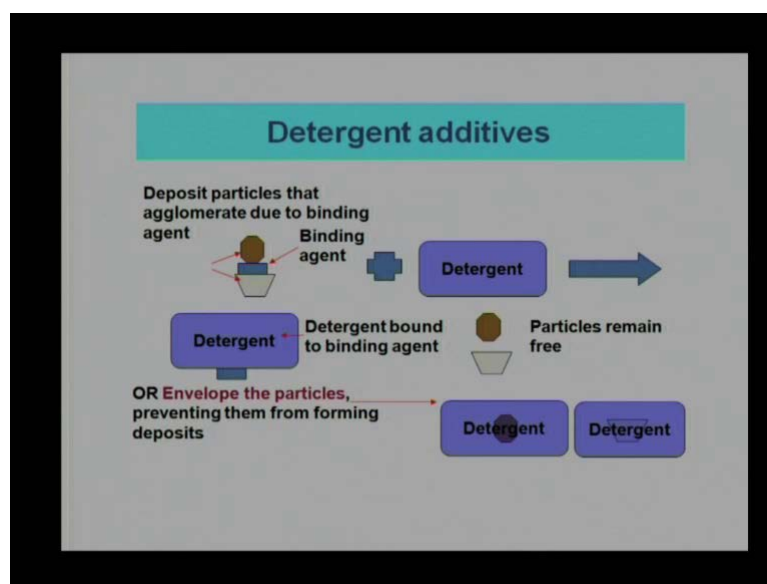 Detergent additives
Deposit particles that
agglomerate due to binding
agent
Binding
agent
Detergent
Detergent
Detergent bound
to binding agent
Particles remain
free
OR Envelope the particles,
preventing them from forming
deposits
Detergent
Detergent